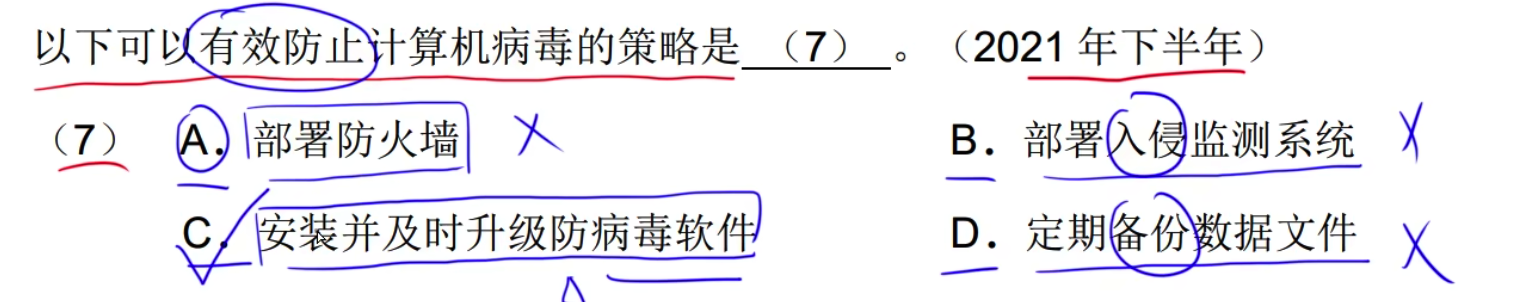 以下可以有效防止计算机病毒的策略是 （7） 。（2021 年下半年）
（7） A．部署防火墙 B．部署入侵监测系统
C．安装并及时升级防病毒软件 D．定期备份数据文件